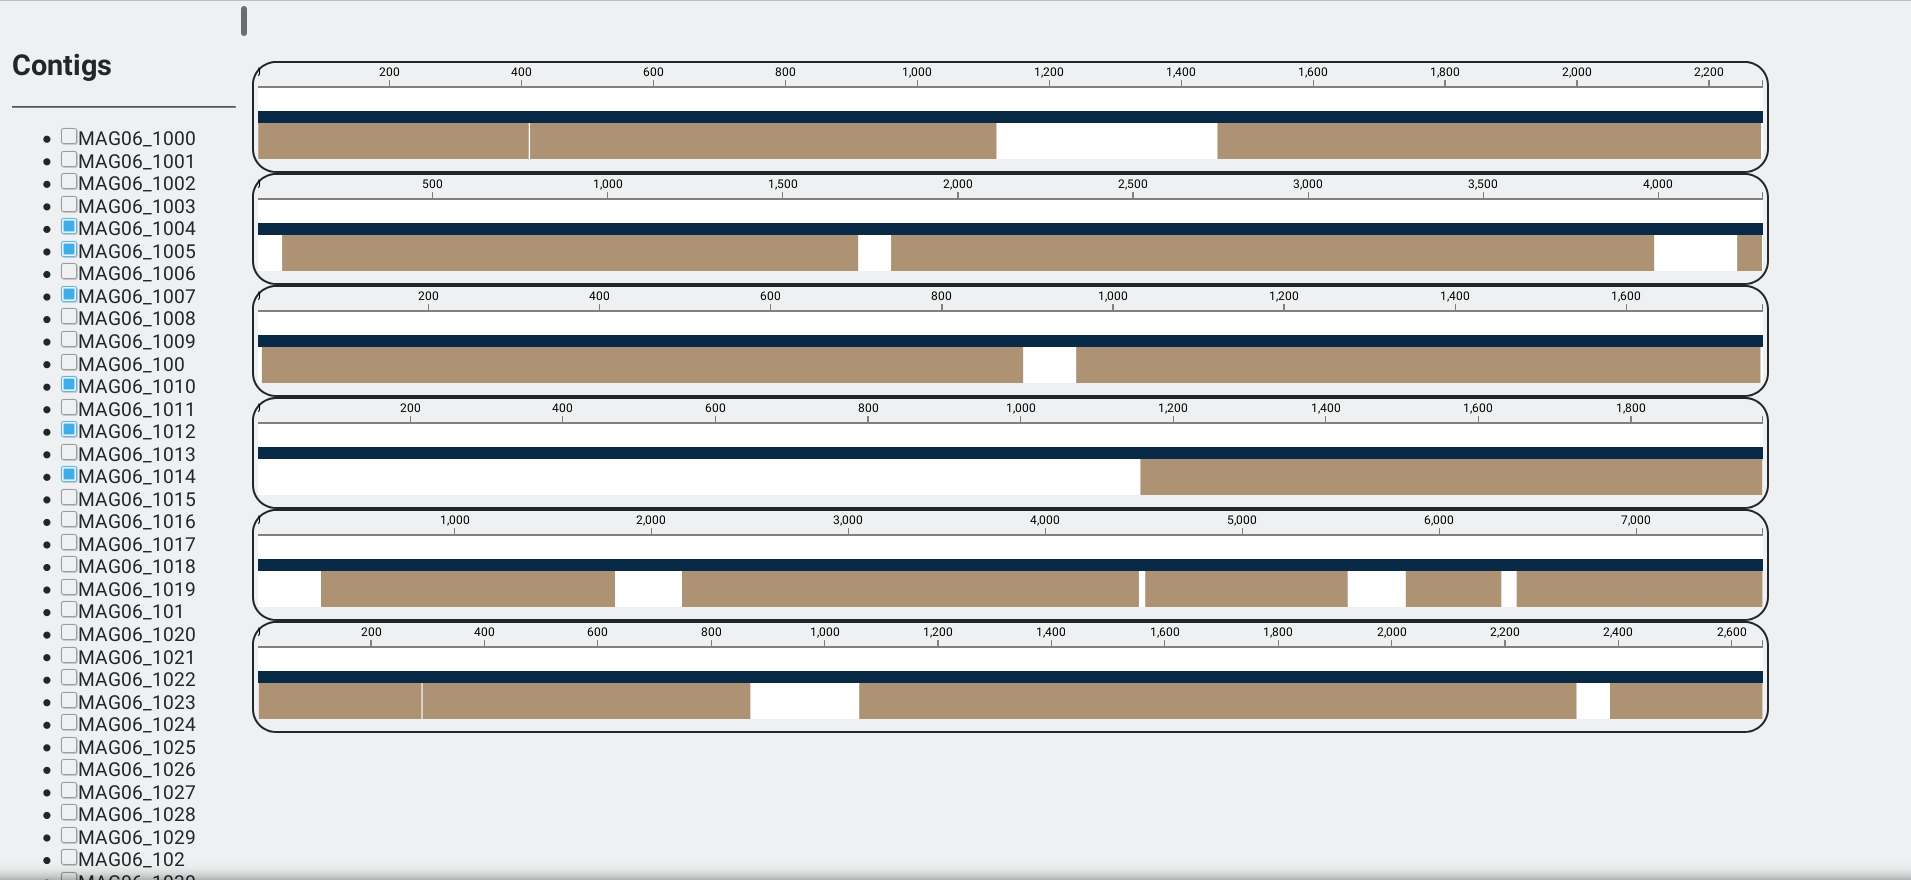 Contigs
MAG06_1000
MAG06_1001
MAG06_1002
MAG06_1003
MAG06_1004
MAG06_1005
MAG06_1006
MAG06_1007
MAG06_1008
MAG06_1009
MAG06_100
MAG06_1010
MAG06_1011
MAG06_1012
MAG06_1013
MAG06_1014
MAG06_1015
MAG06_1016
MAG06_1017
MAG06_1018
MAG06_1019
MAG06_101
MAG06_1020
MAG06_1021
MAG06_1022
MAG06_1023
MAG06_1024
MAG06_1025
MAG06_1026
MAG06_1027
MAG06_1028
MAG06_1029
MAG06_102
200 400 600 800 1,000 1,200 1,400 1,600 1,800 2,000 2,200
500 1,000 1,500 2,000 2,500 3,000 3,500 4,000
200 400 600 800 1,000 1,200 1,400 1,600
200 400 600 800 1,000 1,200 1,400 1,600 1,800
1,000 2,000 3,000 4,000 5,000 6,000 7,000
200 400 600 800 1,000 1,200 1,400 1,600 1,800 2,000 2,200 2,400 2,600